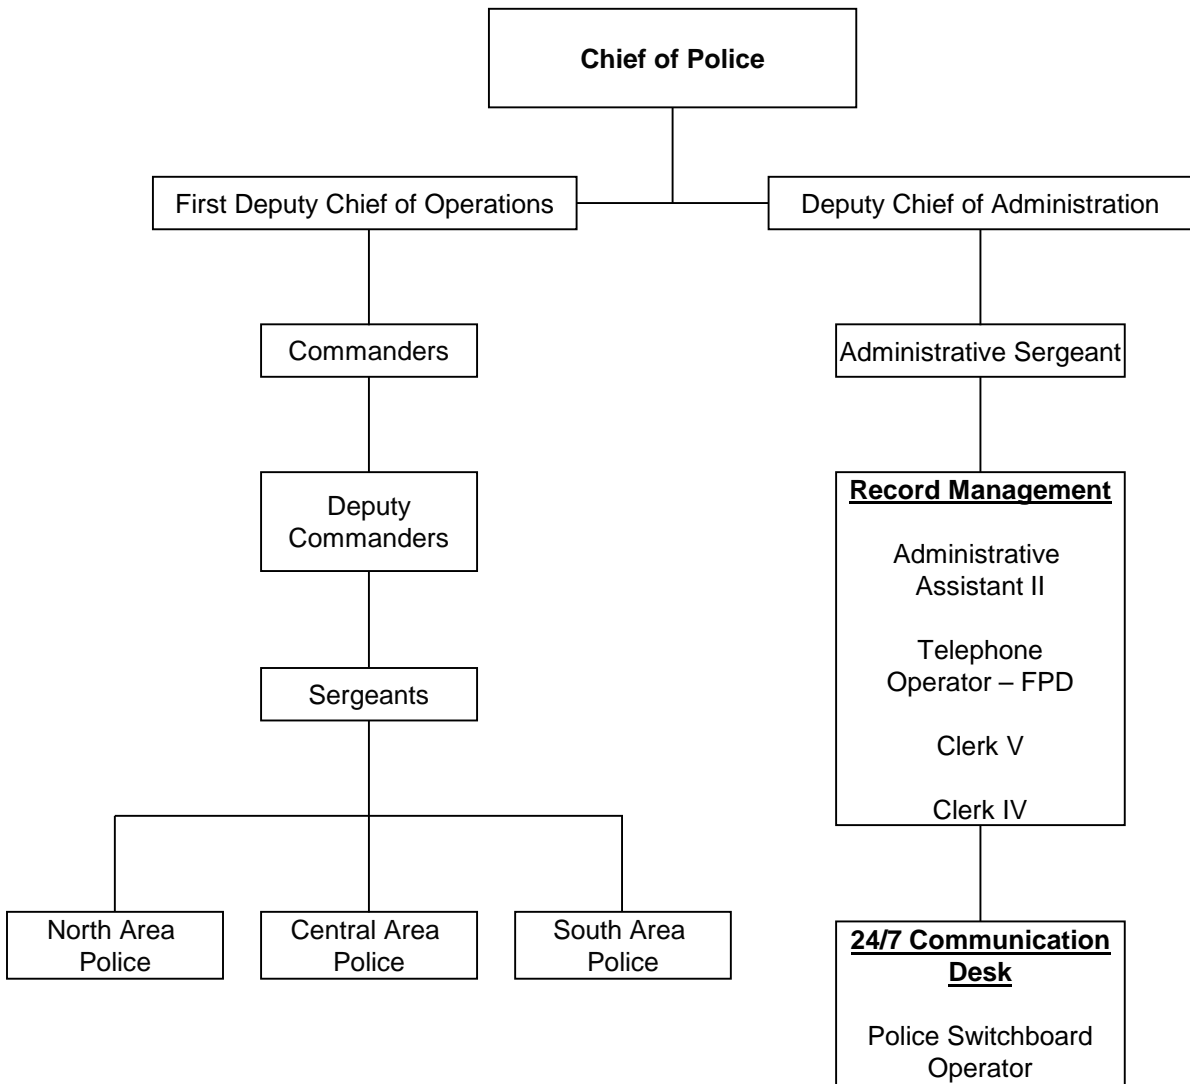 Chief of Police
First Deputy Chief of Operations
Deputy Chief of Administration
Commanders
Administrative Sergeant
Deputy
Commanders
Record Management
Administrative
Assistant II
Telephone
Operator – FPD
Clerk V
Clerk IV
Sergeants
North Area
Police
Central Area
Police
South Area
Police
24/7 Communication
Desk
Police Switchboard
Operator